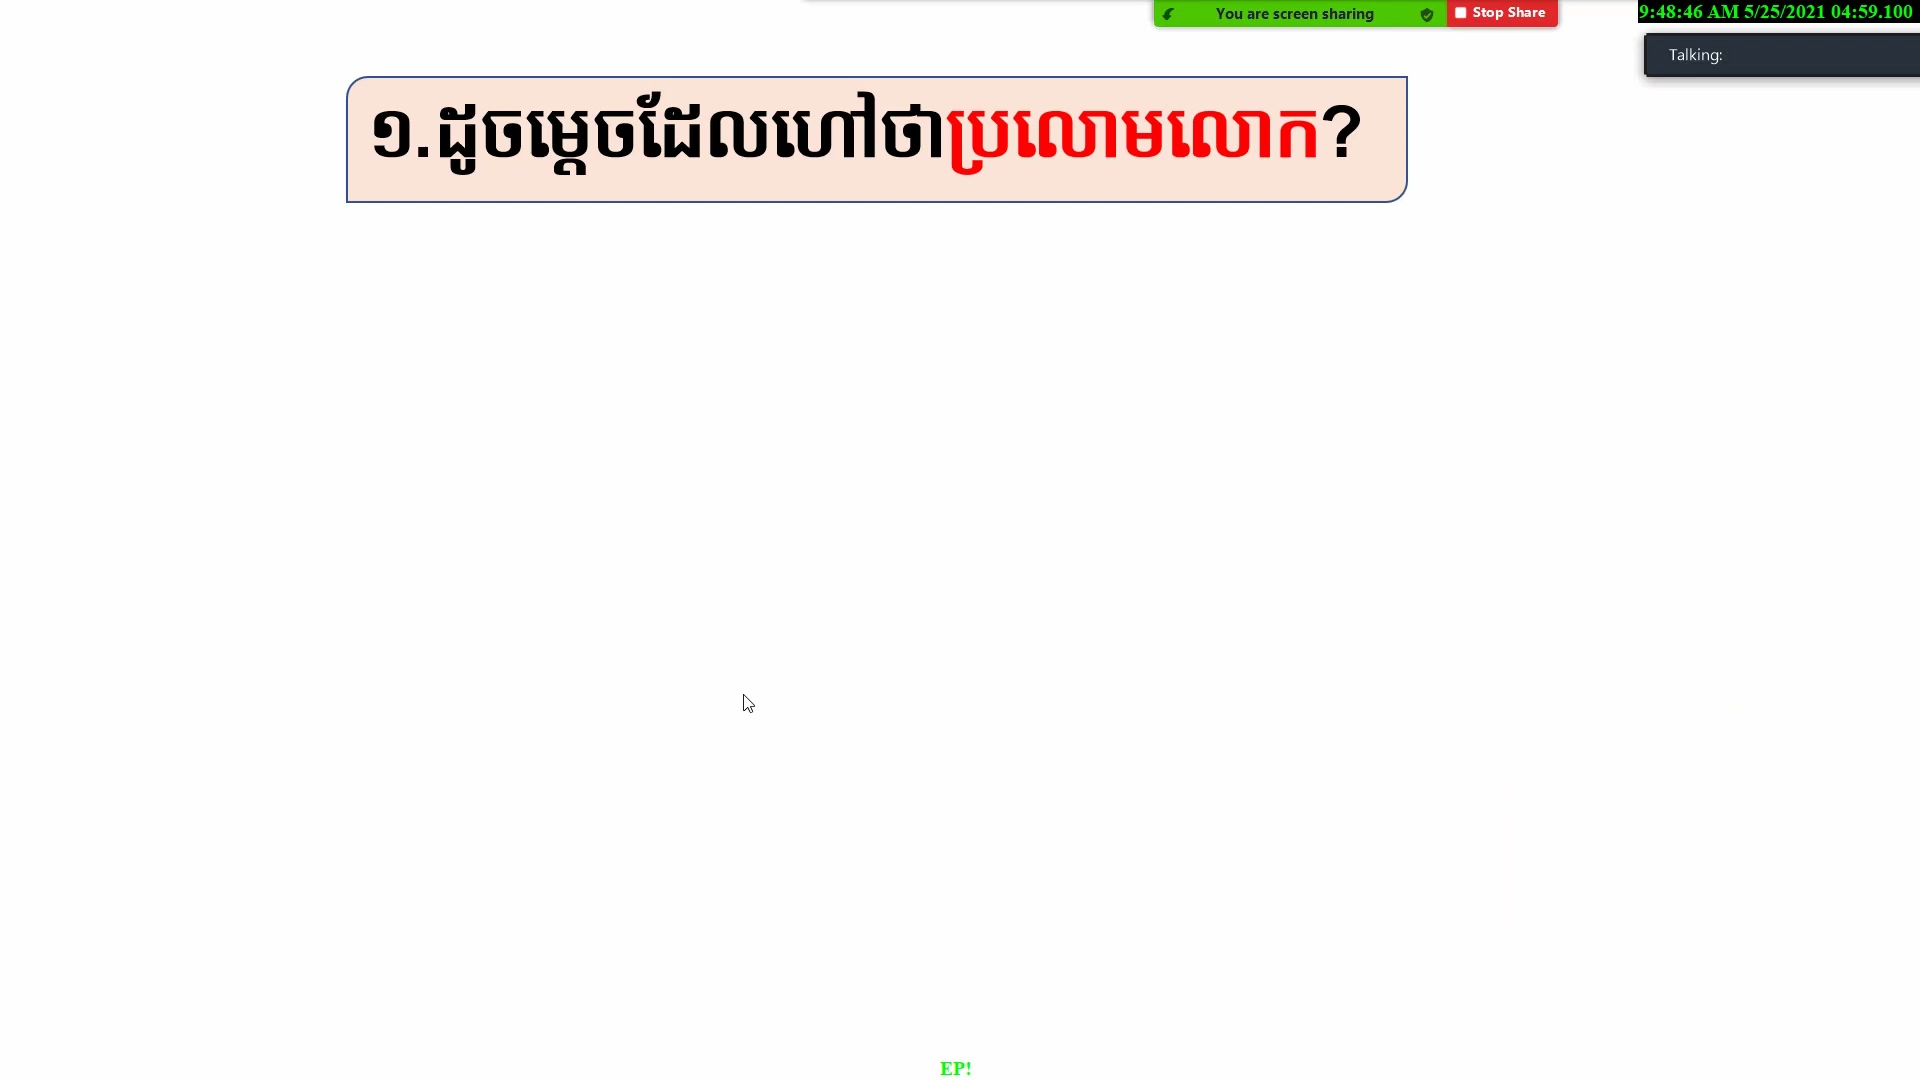 You are screen sharing
Stop Share
9:48:46 AM 5/25/2021 04:59.100
Talking:
១.ដូចម្ដេចដែលហៅថាប្រលោមលោក?
EP!